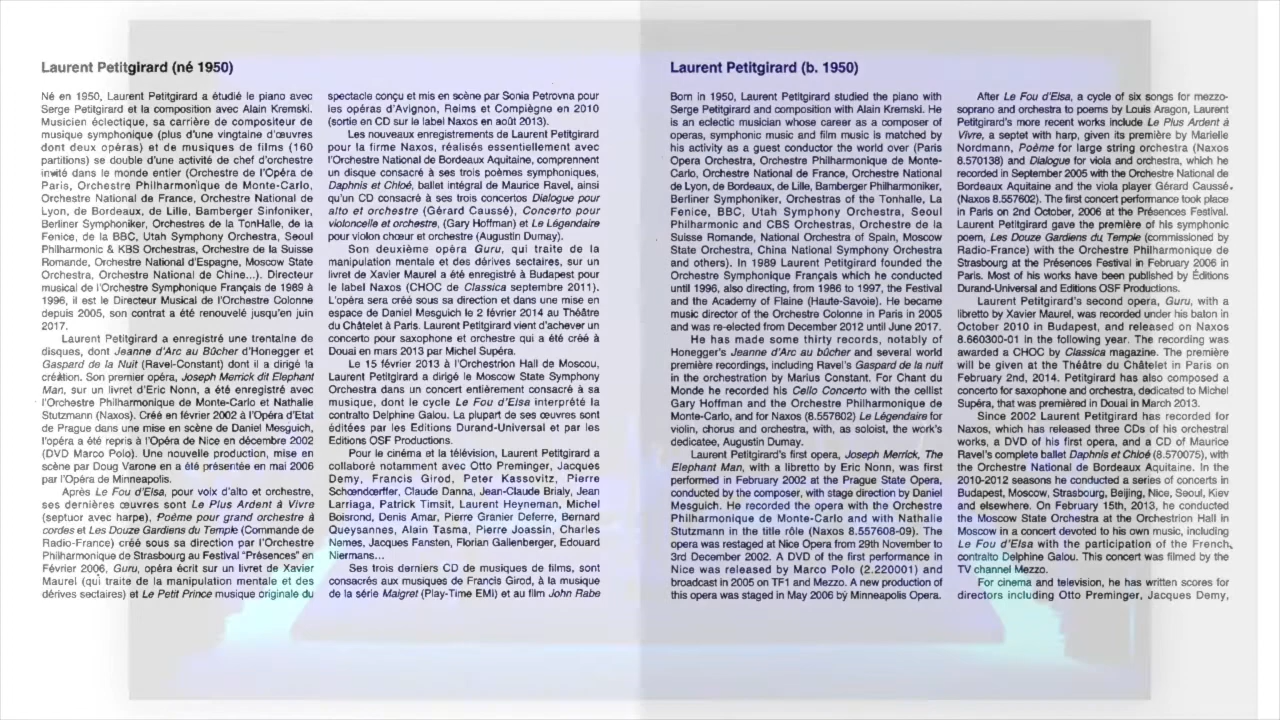 Laurent Petitgirard (né 1950)
Né en 1950, Laurent Petitgirard a étudié le piano avec
Serge Petitgirard et la composition avec Alain Kremski.
Musicien éclectique, sa carrière de compositeur de
musique symphonique (plus d'une vingtaine d'œuvres
dont deux opéras) et de musiques de films (160
partitions) se double d'une activité de chef d'orchestre
invité dans le monde entier (Orchestre de l'Opéra de
Paris, Orchestre Philharmonique de Monte-Carlo,
Orchestre National de France, Orchestre National de
Lyon, de Bordeaux, de Lille, Bamberger Sinfoniker,
Berliner Symphoniker, Orchestres de la TonHalle, de la
Fenice, de la BBC, Utah Symphony Orchestra, Seoul
Philharmonic & KBS Orchestras, Orchestre de la Suisse
Romande, Orchestre National d'Espagne, Moscow State
Orchestra, Orchestre National de Chine...). Directeur
musical de l'Orchestre Symphonique Français de 1989 à
1996, il est le Directeur Musical de l'Orchestre Colonne
depuis 2005, son contrat a été renouvelé jusqu'en juin
2017.
Laurent Petitgirard a enregistré une trentaine de
disques, dont Jeanne d'Arc au Bûcher d'Honegger et
Gaspard de la Nuit (Ravel-Constant) dont il a dirigé la
création. Son premier opéra, Joseph Merrick dit Elephant
Man, sur un livret d'Eric Nonn, a été enregistré avec
l'Orchestre Philharmonique de Monte-Carlo et Nathalie
Stutzmann (Naxos). Créé en février 2002 à l'Opéra d'Etat
de Prague dans une mise en scène de Daniel Mesguich,
l'opéra a été repris à l'Opéra de Nice en décembre 2002
(DVD Marco Polo). Une nouvelle production, mise en
scène par Doug Varone en a été présentée en mai 2006
par l'Opéra de Minneapolis.
Après Le Fou d'Elsa, pour voix d'alto et orchestre,
ses dernières œuvres sont Le Plus Ardent à Vivre
(septuor avec harpe), Poème pour grand orchestre à
cordes et Les Douze Gardiens du Temple (Commande de
Radio-France) créé sous sa direction par l'Orchestre
Philharmonique de Strasbourg au Festival "Présences" en
Février 2006, Guru, opéra écrit sur un livret de Xavier
Maurel (qui traite de la manipulation mentale et des
dérives sectaires) et Le Petit Prince musique originale du
spectacle conçu et mis en scène par Sonia Petrovna pour
les opéras d'Avignon, Reims et Compiègne en 2010
(sortie en CD sur le label Naxos en août 2013).
Les nouveaux enregistrements de Laurent Petitgirard
pour la firme Naxos, réalisés essentiellement avec
l'Orchestre National de Bordeaux Aquitaine, comprennent
un disque consacré à ses trois poèmes symphoniques,
Daphnis et Chloé, ballet intégral de Maurice Ravel, ainsi
qu'un CD consacré à ses trois concertos Dialogue pour
alto et orchestre (Gérard Caussé), Concerto pour
violoncelle et orchestre, (Gary Hoffman) et Le Légendaire
pour violon chœur et orchestre (Augustin Dumay).
Son deuxième opéra Guru, qui traite de la
manipulation mentale et des dérives sectaires, sur un
livret de Xavier Maurel a été enregistré à Budapest pour
le label Naxos (CHOC de Classica septembre 2011).
L'opéra sera créé sous sa direction et dans une mise en
espace de Daniel Mesguich le 2 février 2014 au Théâtre
du Châtelet à Paris. Laurent Petitgirard vient d'achever un
concerto pour saxophone et orchestre qui a été créé à
Douai en mars 2013 par Michel Supéra.
Le 15 février 2013 à l'Orchestrion Hall de Moscou,
Laurent Petitgirard a dirigé le Moscow State Symphony
Orchestra dans un concert entièrement consacré à sa
musique, dont le cycle Le Fou d'Elsa interprété la
contralto Delphine Galou. La plupart de ses œuvres sont
éditées par les Editions Durand-Universal et par les
Editions OSF Productions.
Pour le cinéma et la télévision, Laurent Petitgirard a
collaboré notamment avec Otto Preminger, Jacques
Demy, Francis Girod, Peter Kassovitz, Pierre
Schœndœrffer, Claude Danna, Jean-Claude Brialy, Jean
Larriaga, Patrick Timsit, Laurent Heyneman, Michel
Boisrond, Denis Amar, Pierre Granier Deferre, Bernard
Queysannes, Alain Tasma, Pierre Joassin, Christian de
Nemes, Jacques Fansten, Florian Gallenberger, Edouard
Niermans...
Ses trois derniers CD de musiques de films, sont
consacrés aux musiques de Francis Girod, à la musique
de la série Maigret (Play-Time EMI) et au film John Rabe
Laurent Petitgirard (b. 1950)
Born in 1950, Laurent Petitgirard studied the piano with
Serge Petitgirard and composition with Alain Kremski. He
is an eclectic musician whose career as a composer of
operas, symphonic music and film music is matched by
his activity as a guest conductor the world over (Paris
Opera Orchestra, Orchestre Philharmonique de Monte-
Carlo, Orchestre National de France, Orchestre National
de Lyon, de Bordeaux, de Lille, Bamberger Philharmoniker,
Berliner Symphoniker, Orchestras of the Tonhalle, La
Fenice, BBC, Utah Symphony Orchestra, Seoul
Philharmonic and CBS Orchestras, Orchestre de la
Suisse Romande, National Orchestra of Spain, Moscow
State Orchestra, China National Symphony Orchestra
and others). In 1989 Laurent Petitgirard founded the
Orchestre Symphonique Français which he conducted
until 1996, also directing, from 1986 to 1997, the Festival
and the Academy of Flaine (Haute-Savoie). He became
music director of the Orchestre Colonne in Paris in 2005
and was re-elected from December 2012 until June 2017.
He has made some thirty records, notably of
Honegger's Jeanne d'Arc au bûcher and several world
première recordings, including Ravel's Gaspard de la nuit
in the orchestration by Marius Constant. For Chant du
Monde he recorded his Cello Concerto with the cellist
Gary Hoffman and the Orchestre Philharmonique de
Monte-Carlo, and for Naxos (8.557602) Le Légendaire for
violin, chorus and orchestra, with, as soloist, the work's
dedicatee, Augustin Dumay.
Laurent Petitgirard's first opera, Joseph Merrick, The
Elephant Man, with a libretto by Eric Nonn, was first
performed in February 2002 at the Prague State Opera,
conducted by the composer, with stage direction by Daniel
Mesguich. He recorded the opera with the Orchestre
Philharmonique de Monte-Carlo and with Nathalie
Stutzmann in the title rôle (Naxos 8.557608-09). The
opera was restaged at Nice Opera from 29th November to
3rd December 2002. A DVD of the first performance in
Nice was released by Marco Polo (2.220001) and
broadcast in 2005 on TF1 and Mezzo. A new production of
this opera was staged in May 2006 by Minneapolis Opera.
After Le Fou d'Elsa, a cycle of six songs for mezzo-
soprano and orchestra to poems by Louis Aragon, Laurent
Petitgirard's more recent works include Le Plus Ardent à
Vivre, a septet with harp, given its première by Marielle
Nordmann, Poème for large string orchestra (Naxos
8.570138) and Dialogue for viola and orchestra, which he
recorded in September 2005 with the Orchestre National de
Bordeaux Aquitaine and the viola player Gérard Caussé.
(Naxos 8.557602). The first concert performance took place
in Paris on 2nd October, 2006 at the Présences Festival.
Laurent Petitgirard gave the première of his symphonic
poem, Les Douze Gardiens du Temple (commissioned by
Radio-France) with the Orchestre Philharmonique de
Strasbourg at the Présences Festival in February 2006 in
Paris. Most of his works have been published by Éditions
Durand-Universal and Editions OSF Productions.
Laurent Petitgirard's second opera, Guru, with a
libretto by Xavier Maurel, was recorded under his baton in
October 2010 in Budapest, and released on Naxos
8.660300-01 in the following year. The recording was
awarded a CHOC by Classica magazine. The première
will be given at the Théâtre du Châtelet in Paris on
February 2nd, 2014. Petitgirard has also composed a
concerto for saxophone and orchestra, dedicated to Michel
Supéra, that was premièred in Douai in March 2013.
Since 2002 Laurent Petitgirard has recorded for
Naxos, which has released three CDs of his orchestral
works, a DVD of his first opera, and a CD of Maurice
Ravel's complete ballet Daphnis et Chloé (8.570075), with
the Orchestre National de Bordeaux Aquitaine. In the
2010-2012 seasons he conducted a series of concerts in
Budapest, Moscow, Strasbourg, Beijing, Nice, Seoul, Kiev
and elsewhere. On February 15th, 2013, he conducted
the Moscow State Orchestra at the Orchestrion Hall in
Moscow in a concert devoted to his own music, including
Le Fou d'Elsa with the participation of the French,
contralto Delphine Galou. This concert was filmed by the
TV channel Mezzo.
For cinema and television, he has written scores for
directors including Otto Preminger, Jacques Demy,